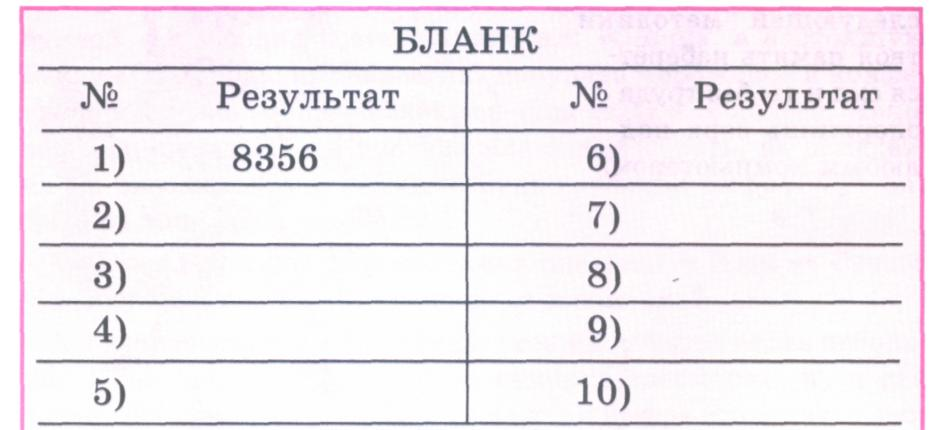 БЛАНК
№ Результат № Результат
1) 8356 6)
2) 7)
3) 8)
4) 9)
5) 10)